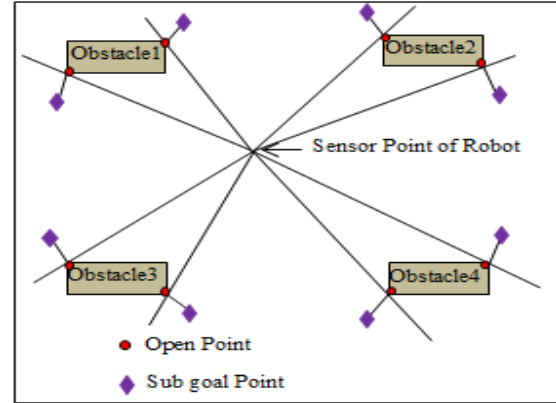 Obstacle1
Obstacle2
Sensor Point of Robot
Obstacle3
Obstacle4
Open Point
Sub goal Point